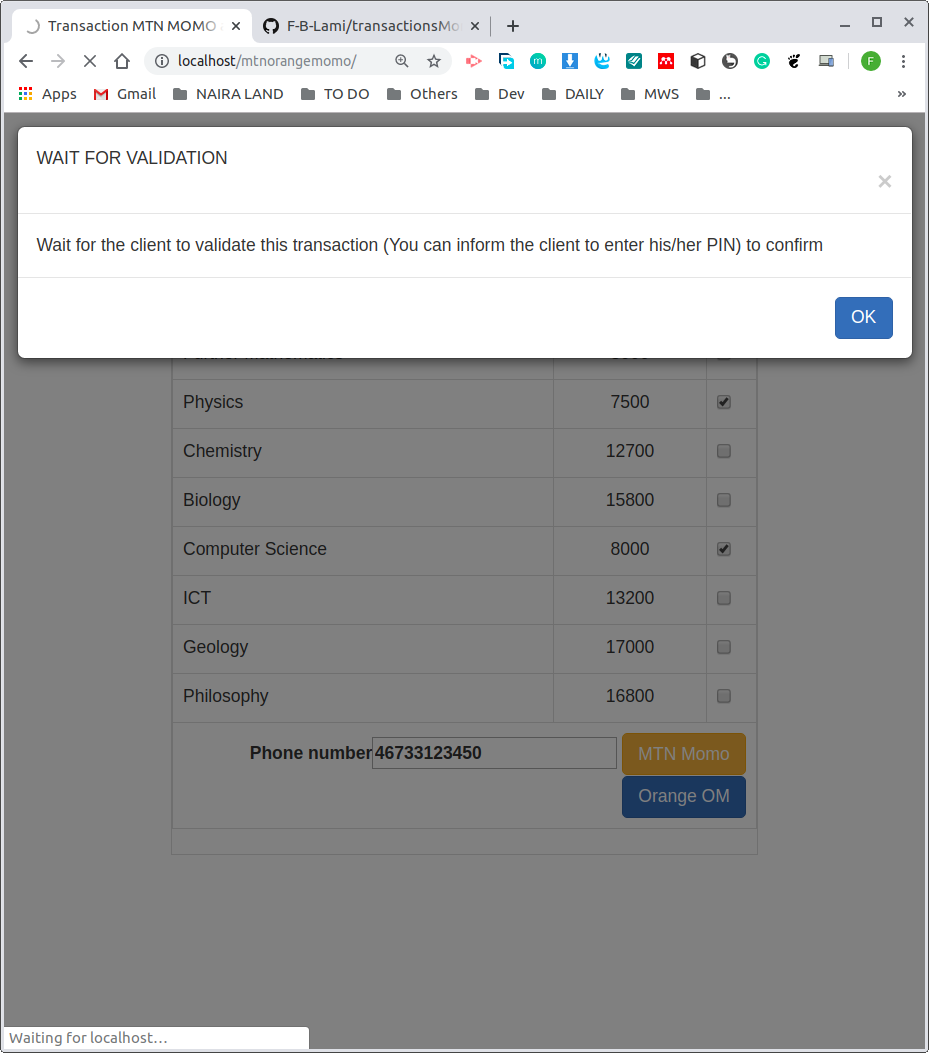 Transaction MTN MOMO
F-B-Lami/transactionsMo
localhost/mtnorangemomo/
F
Apps Gmail NAIRA LAND TO DO Others Dev DAILY MWS ... »
WAIT FOR VALIDATION
×
Wait for the client to validate this transaction (You can inform the client to enter his/her PIN) to confirm
OK
Physics 7500
Chemistry 12700
Biology 15800
Computer Science 8000
ICT 13200
Geology 17000
Philosophy 16800
Phone number 46733123450 MTN Momo
Orange OM
Waiting for localhost…